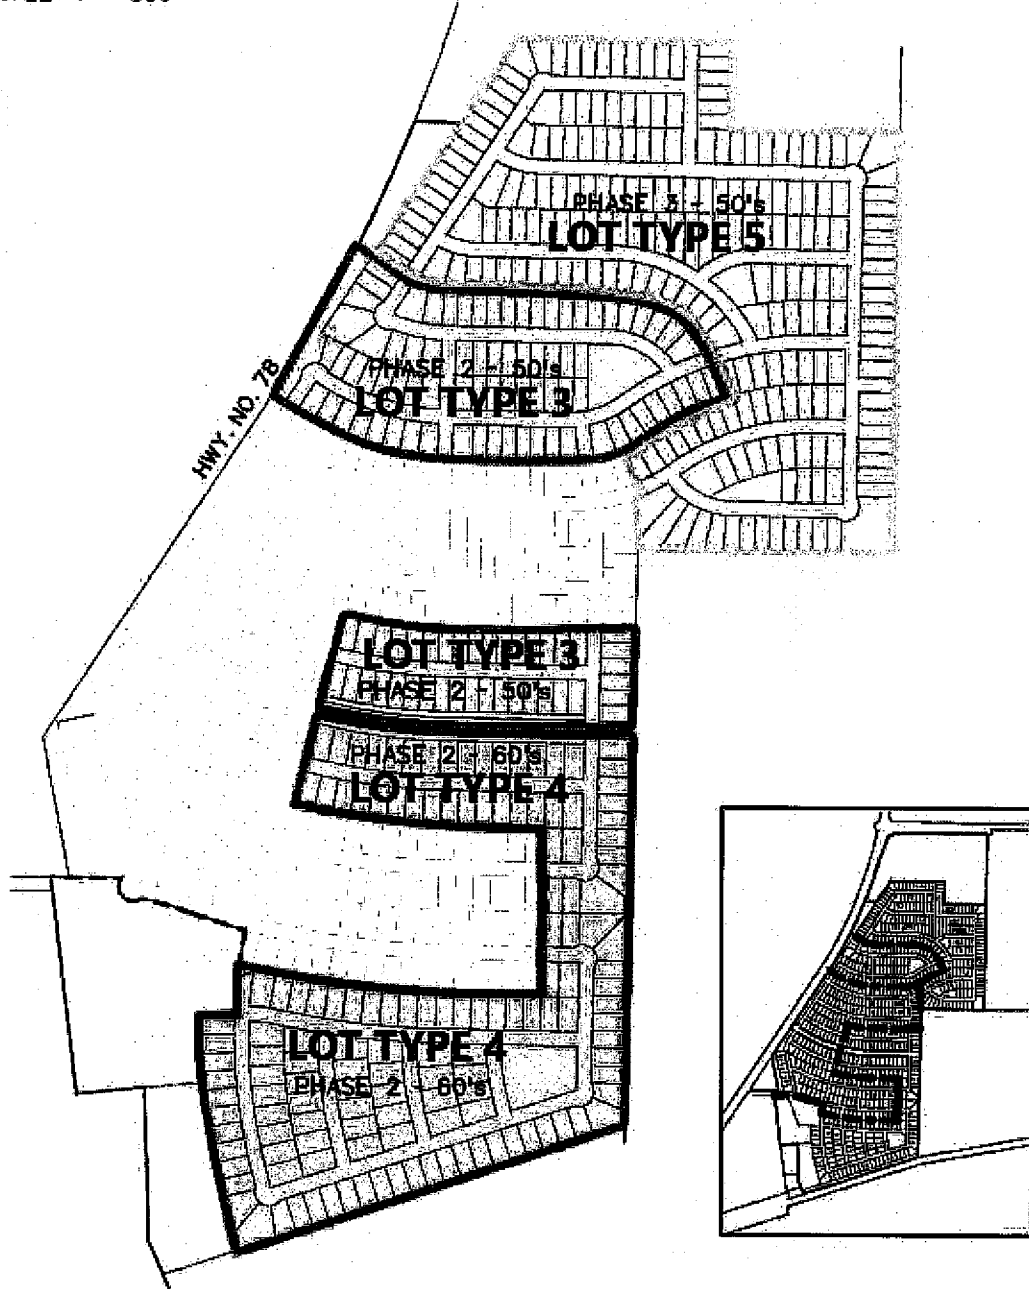 PHASE 3 - 50's
LOT TYPE 5
HWY. NO. 78
PHASE 2 - 50's
LOT TYPE 3
LOT TYPE 3
PHASE 2 - 50's
PHASE 2 - 60's
LOT TYPE 4
LOT TYPE 4
PHASE 2 - 60's